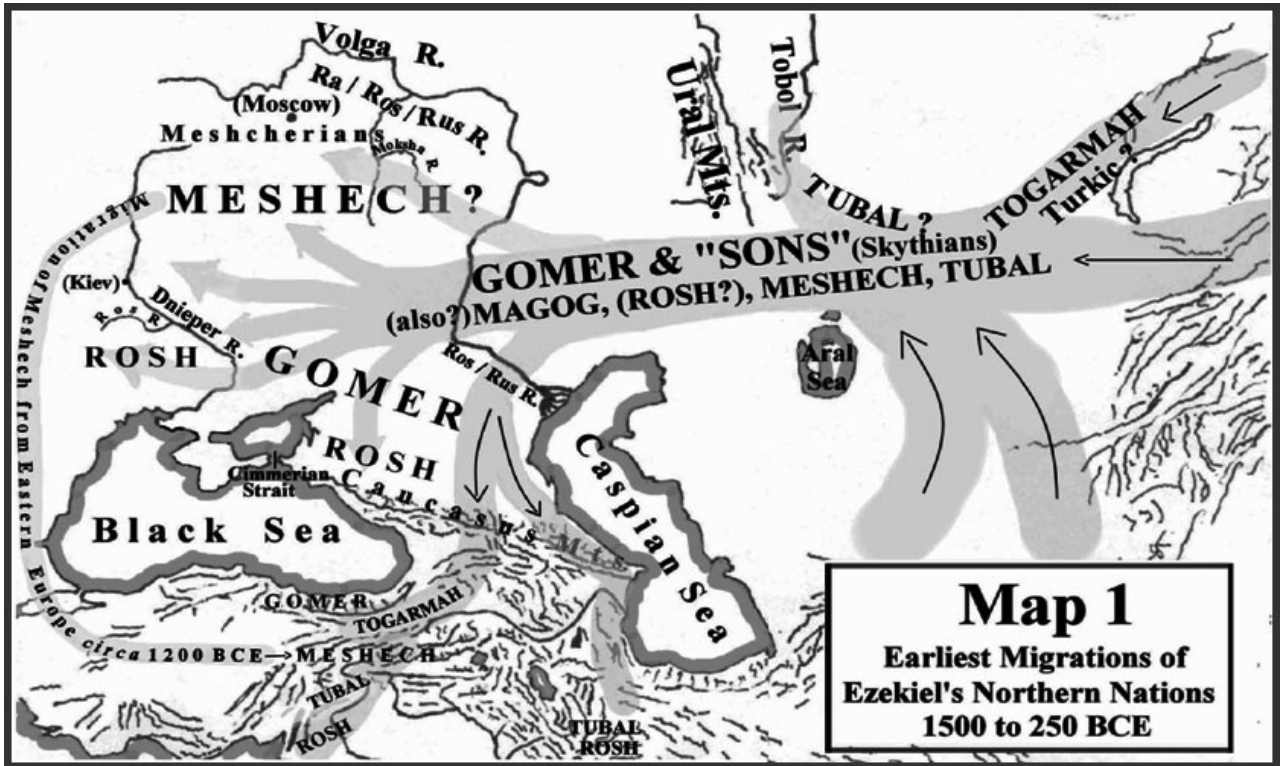 Volga R.
Ra / Ros / Rus R.
(Moscow)
Meshcherians
Moksha R
MESHECH ?
Ural Mts.
Tobol R.
TUBAL ?
TOGARMAH
Turkic ?
GOMER & "SONS" (Skythians)
(also?) MAGOG, (ROSH?), MESHECH, TUBAL
Migration of Meshech from Eastern Europe circa 1200 BCE→MESHECH
(Kiev)
Ros R
Dnieper R.
ROSH
GOMER
Ros / Rus R.
Aral
Sea
ROSH
Cimmerian
Strait
Caucasus Mts.
Black Sea
Caspian Sea
GOMER
TOGARMAH
TUBAL
ROSH
TUBAL
ROSH
Map 1
Earliest Migrations of
Ezekiel's Northern Nations
1500 to 250 BCE